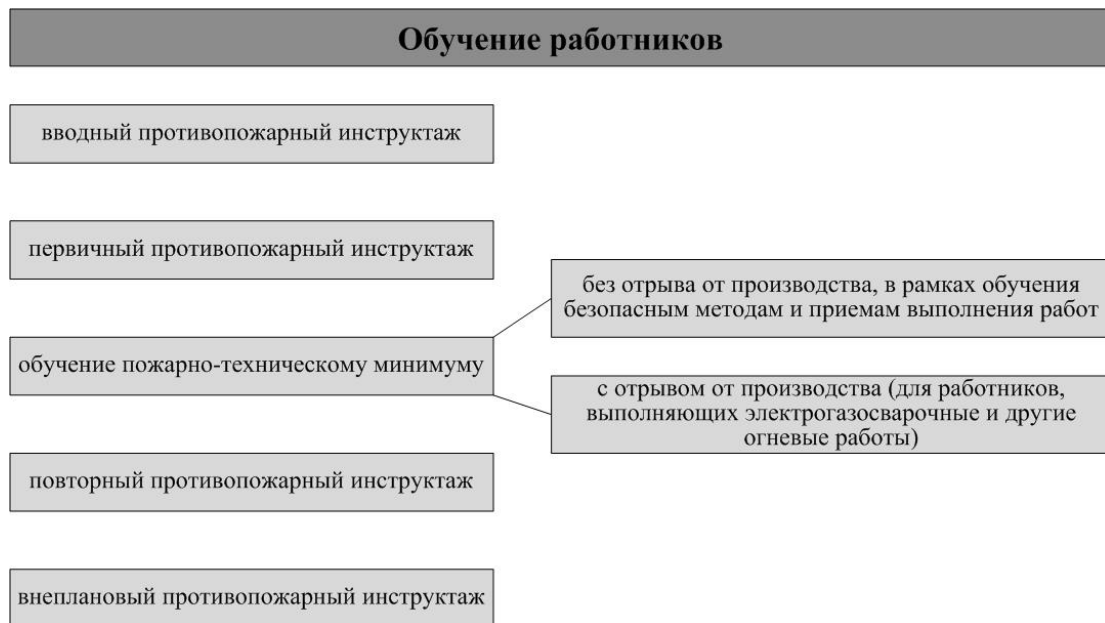 Обучение работников
вводный противопожарный инструктаж
первичный противопожарный инструктаж
обучение пожарно-техническому минимуму
без отрыва от производства, в рамках обучения
безопасным методам и приемам выполнения работ
с отрывом от производства (для работников,
выполняющих электрогазосварочные и другие
огневые работы)
повторный противопожарный инструктаж
внеплановый противопожарный инструктаж